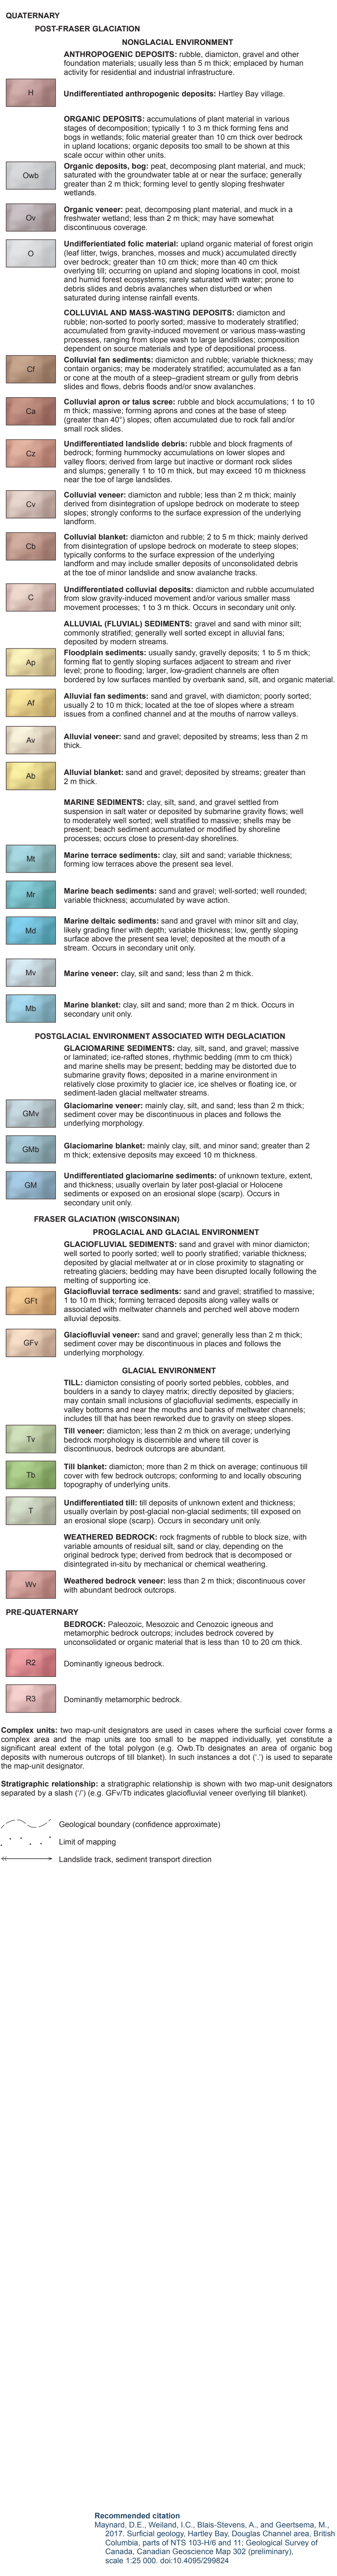 QUATERNARY
POST-FRASER GLACIATION
NONGLACIAL ENVIRONMENT
ANTHROPOGENIC DEPOSITS: rubble, diamicton, gravel and other
foundation materials; usually less than 5 m thick; emplaced by human
activity for residential and industrial infrastructure.
H
Undifferentiated anthropogenic deposits: Hartley Bay village.
ORGANIC DEPOSITS: accumulations of plant material in various
stages of decomposition; typically 1 to 3 m thick forming fens and
bogs in wetlands; folic material greater than 10 cm thick over bedrock
in upland locations; organic deposits too small to be shown at this
scale occur within other units.
Owb
Organic deposits, bog: peat, decomposing plant material, and muck;
saturated with the groundwater table at or near the surface; generally
greater than 2 m thick; forming level to gently sloping freshwater
wetlands.
Ov
Organic veneer: peat, decomposing plant material, and muck in a
freshwater wetland; less than 2 m thick; may have somewhat
discontinuous coverage.
O
Undifferentiated folic material: upland organic material of forest origin
(leaf litter, twigs, branches, mosses and muck) accumulated directly
over bedrock; greater than 10 cm thick; more than 40 cm thick
overlying till; occurring on upland and sloping locations in cool, moist
and humid forest ecosystems; rarely saturated with water; prone to
debris slides and debris avalanches when disturbed or when
saturated during intense rainfall events.
COLLUVIAL AND MASS-WASTING DEPOSITS: diamicton and
rubble; non-sorted to poorly sorted; massive to moderately stratified;
accumulated from gravity-induced movement or various mass-wasting
processes, ranging from slope wash to large landslides; composition
dependent on source materials and type of depositional process.
Cf
Colluvial fan sediments: diamicton and rubble; variable thickness; may
contain organics; may be moderately stratified; accumulated as a fan
or cone at the mouth of a steep–gradient stream or gully from debris
slides and flows, debris floods and/or snow avalanches.
Ca
Colluvial apron or talus scree: rubble and block accumulations; 1 to 10
m thick; massive; forming aprons and cones at the base of steep
(greater than 40°) slopes; often accumulated due to rock fall and/or
small rock slides.
Cz
Undifferentiated landslide debris: rubble and block fragments of
bedrock; forming hummocky accumulations on lower slopes and
valley floors; derived from large but inactive or dormant rock slides
and slumps; generally 1 to 10 m thick, but may exceed 10 m thickness
near the toe of large landslides.
Cv
Colluvial veneer: diamicton and rubble; less than 2 m thick; mainly
derived from disintegration of upslope bedrock on moderate to steep
slopes; strongly conforms to the surface expression of the underlying
landform.
Cb
Colluvial blanket: diamicton and rubble; 2 to 5 m thick; mainly derived
from disintegration of upslope bedrock on moderate to steep slopes;
typically conforms to the surface expression of the underlying
landform and may include smaller deposits of unconsolidated debris
at the toe of minor landslide and snow avalanche tracks.
C
Undifferentiated colluvial deposits: diamicton and rubble accumulated
from slow gravity-induced movement and/or various smaller mass
movement processes; 1 to 3 m thick. Occurs in secondary unit only.
ALLUVIAL (FLUVIAL) SEDIMENTS: gravel and sand with minor silt;
commonly stratified; generally well sorted except in alluvial fans;
deposited by modern streams.
Ap
Floodplain sediments: usually sandy, gravelly deposits; 1 to 5 m thick;
forming flat to gently sloping surfaces adjacent to stream and river
level; prone to flooding; larger, low-gradient channels are often
bordered by low surfaces mantled by overbank sand, silt, and organic material.
Af
Alluvial fan sediments: sand and gravel, with diamicton; poorly sorted;
usually 2 to 10 m thick; located at the toe of slopes where a stream
issues from a confined channel and at the mouths of narrow valleys.
Av
Alluvial veneer: sand and gravel; deposited by streams; less than 2 m
thick.
Ab
Alluvial blanket: sand and gravel; deposited by streams; greater than
2 m thick.
MARINE SEDIMENTS: clay, silt, sand, and gravel settled from
suspension in salt water or deposited by submarine gravity flows; well
to moderately well sorted; well stratified to massive; shells may be
present; beach sediment accumulated or modified by shoreline
processes; occurs close to present-day shorelines.
Mt
Marine terrace sediments: clay, silt and sand; variable thickness;
forming low terraces above the present sea level.
Mr
Marine beach sediments: sand and gravel; well-sorted; well rounded;
variable thickness; accumulated by wave action.
Md
Marine deltaic sediments: sand and gravel with minor silt and clay,
likely grading finer with depth; variable thickness; low, gently sloping
surface above the present sea level; deposited at the mouth of a
stream. Occurs in secondary unit only.
Mv
Marine veneer: clay, silt and sand; less than 2 m thick.
Mb
Marine blanket: clay, silt and sand; more than 2 m thick. Occurs in
secondary unit only.
POSTGLACIAL ENVIRONMENT ASSOCIATED WITH DEGLACIATION
GLACIOMARINE SEDIMENTS: clay, silt, sand, and gravel; massive
or laminated; ice-rafted stones, rhythmic bedding (mm to cm thick)
and marine shells may be present; bedding may be distorted due to
submarine gravity flows; deposited in a marine environment in
relatively close proximity to glacier ice, ice shelves or floating ice, or
sediment-laden glacial meltwater streams.
GMv
Glaciomarine veneer: mainly clay, silt, and sand; less than 2 m thick;
sediment cover may be discontinuous in places and follows the
underlying morphology.
GMb
Glaciomarine blanket: mainly clay, silt, and minor sand; greater than 2
m thick; extensive deposits may exceed 10 m thickness.
GM
Undifferentiated glaciomarine sediments: of unknown texture, extent,
and thickness; usually overlain by later post-glacial or Holocene
sediments or exposed on an erosional slope (scarp). Occurs in
secondary unit only.
FRASER GLACIATION (WISCONSINAN)
PROGLACIAL AND GLACIAL ENVIRONMENT
GLACIOFLUVIAL SEDIMENTS: sand and gravel with minor diamicton;
well sorted to poorly sorted; well to poorly stratified; variable thickness;
deposited by glacial meltwater at or in close proximity to stagnating or
retreating glaciers; bedding may have been disrupted locally following the
melting of supporting ice.
GFt
Glaciofluvial terrace sediments: sand and gravel; stratified to massive;
1 to 10 m thick; forming terraced deposits along valley walls or
associated with meltwater channels and perched well above modern
alluvial deposits.
GFv
Glaciofluvial veneer: sand and gravel; generally less than 2 m thick;
sediment cover may be discontinuous in places and follows the
underlying morphology.
GLACIAL ENVIRONMENT
TILL: diamicton consisting of poorly sorted pebbles, cobbles, and
boulders in a sandy to clayey matrix; directly deposited by glaciers;
may contain small inclusions of glaciofluvial sediments, especially in
valley bottoms and near the mouths and banks of meltwater channels;
includes till that has been reworked due to gravity on steep slopes.
Tv
Till veneer: diamicton; less than 2 m thick on average; underlying
bedrock morphology is discernible and where till cover is
discontinuous, bedrock outcrops are abundant.
Tb
Till blanket: diamicton; more than 2 m thick on average; continuous till
cover with few bedrock outcrops; conforming to and locally obscuring
topography of underlying units.
T
Undifferentiated till: till deposits of unknown extent and thickness;
usually overlain by post-glacial non-glacial sediments; till exposed on
an erosional slope (scarp). Occurs in secondary unit only.
WEATHERED BEDROCK: rock fragments of rubble to block size, with
variable amounts of residual silt, sand or clay, depending on the
original bedrock type; derived from bedrock that is decomposed or
disintegrated in-situ by mechanical or chemical weathering.
Wv
Weathered bedrock veneer: less than 2 m thick; discontinuous cover
with abundant bedrock outcrops.
PRE-QUATERNARY
BEDROCK: Paleozoic, Mesozoic and Cenozoic igneous and
metamorphic bedrock outcrops; includes bedrock covered by
unconsolidated or organic material that is less than 10 to 20 cm thick.
R2
Dominantly igneous bedrock.
R3
Dominantly metamorphic bedrock.
Complex units: two map-unit designators are used in cases where the surficial cover forms a
complex area and the map units are too small to be mapped individually, yet constitute a
significant areal extent of the total polygon (e.g. Owb.Tb designates an area of organic bog
deposits with numerous outcrops of till blanket). In such instances a dot ('.') is used to separate
the map-unit designator.
Stratigraphic relationship: a stratigraphic relationship is shown with two map-unit designators
separated by a slash ('/') (e.g. GFv/Tb indicates glaciofluvial veneer overlying till blanket).
Geological boundary (confidence approximate)
Limit of mapping
Landslide track, sediment transport direction
Recommended citation
Maynard, D.E., Weiland, I.C., Blais-Stevens, A., and Geertsema, M.,
2017. Surficial geology, Hartley Bay, Douglas Channel area, British
Columbia, parts of NTS 103-H/6 and 11; Geological Survey of
Canada, Canadian Geoscience Map 302 (preliminary),
scale 1:25 000. doi:10.4095/299824